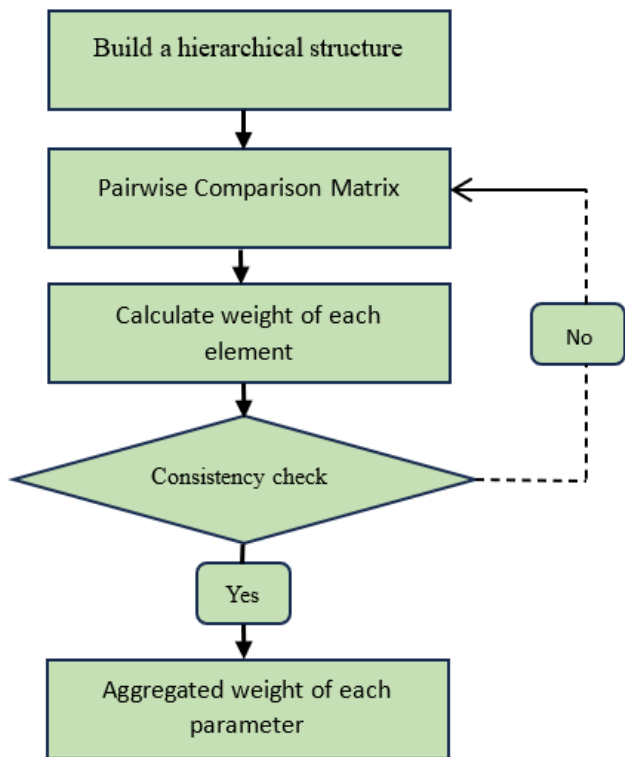 Build a hierarchical structure
Pairwise Comparison Matrix
Calculate weight of each
element
No
Consistency check
Yes
Aggregated weight of each
parameter